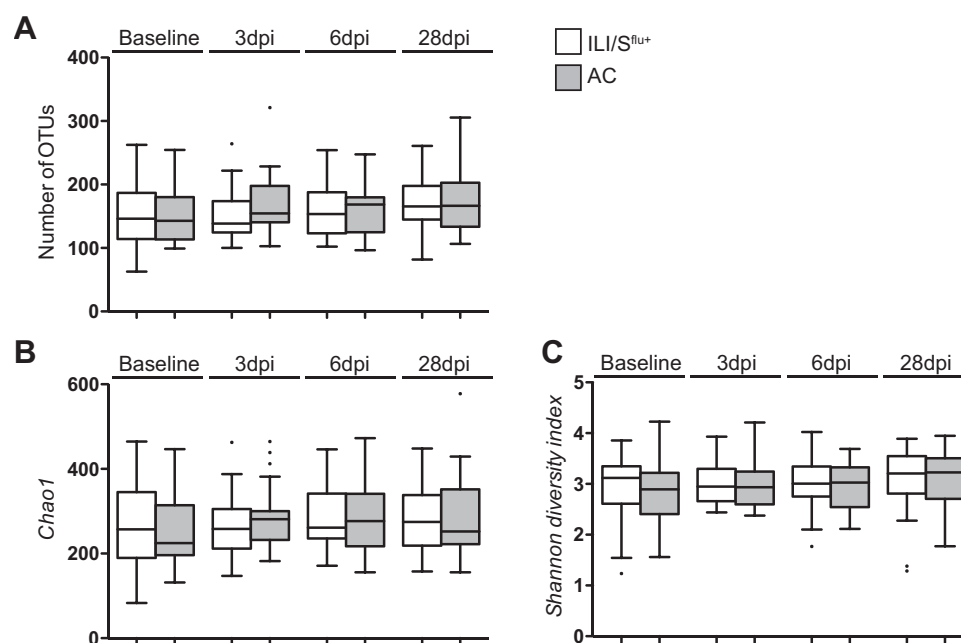 A
Baseline 3dpi 6dpi 28dpi
ILI/Sflu+
AC
Number of OTUs
400
300
200
100
0
B
Baseline 3dpi 6dpi 28dpi
Chao1
600
400
200
0
C
Baseline 3dpi 6dpi 28dpi
Shannon diversity index
5
4
3
2
1
0